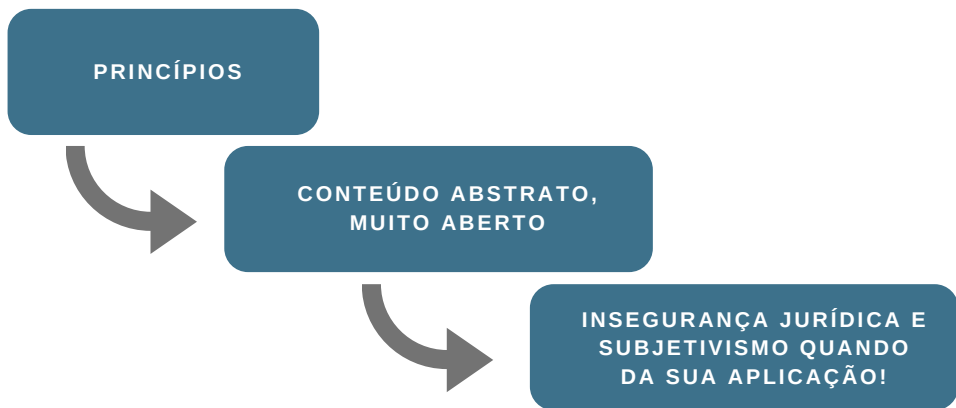 PRINCÍPIOS
CONTEÚDO ABSTRATO,
MUITO ABERTO
INSEGURANÇA JURÍDICA E
SUBJETIVISMO QUANDO
DA SUA APLICAÇÃO!